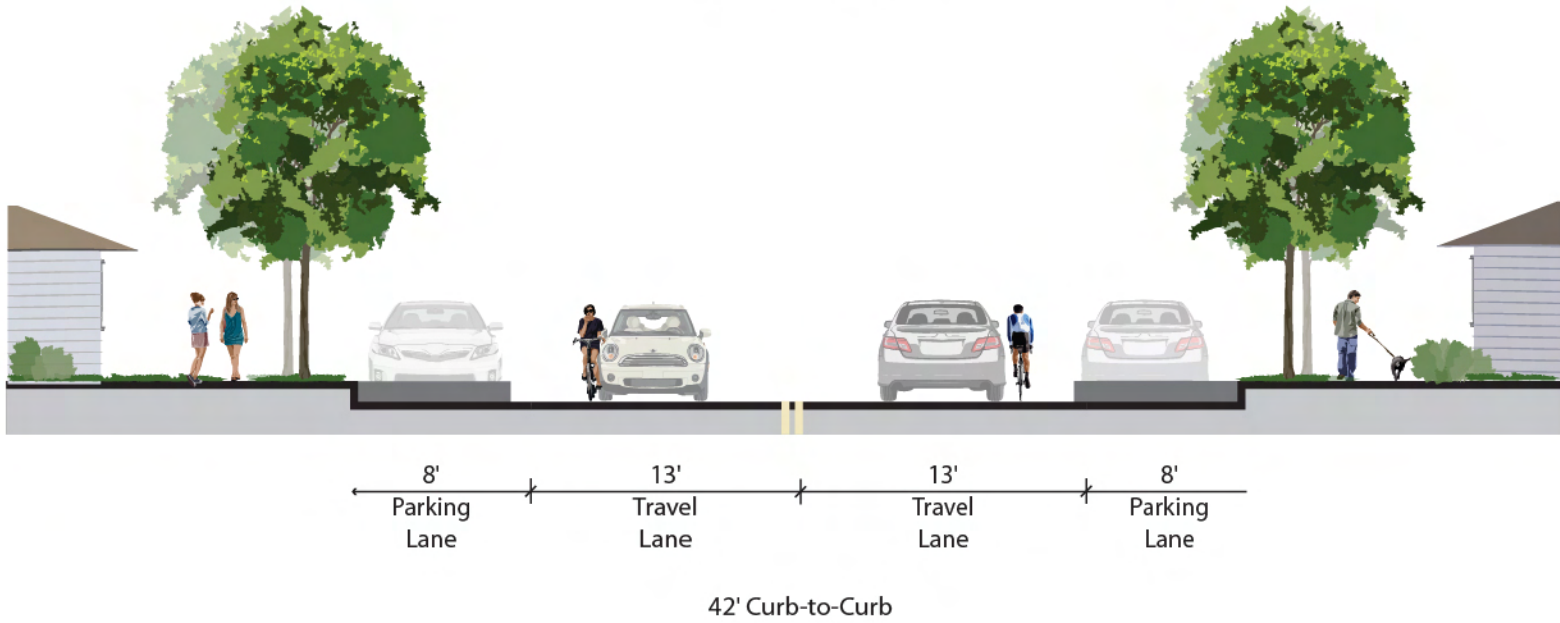 8'
Parking
Lane
13'
Travel
Lane
13'
Travel
Lane
8'
Parking
Lane
42' Curb-to-Curb